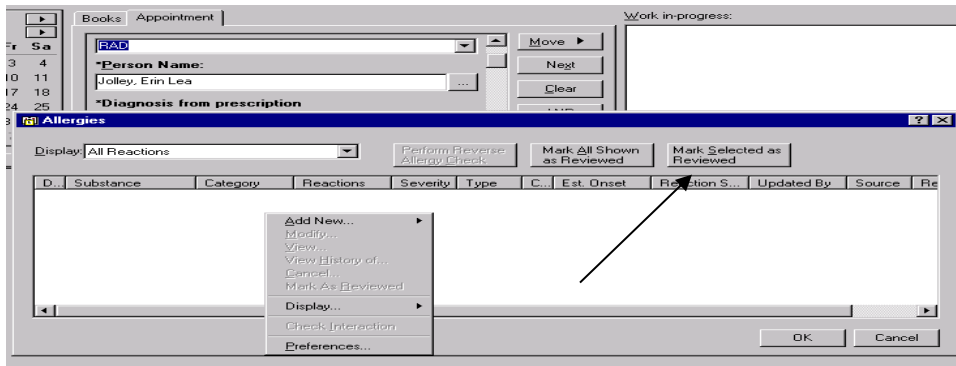 Books Appointment Work in-progress:
Fr Sa
3 4
10 11
17 18
24 25
RAD
Move
*Person Name:
Next
Jolley, Erin Lea ...
Clear
*Diagnosis from prescription
Allergies
Display: All Reactions
Perform Reverse Allergy Check
Mark All Shown as Reviewed
Mark Selected as Reviewed
D... Substance Category Reactions Severity Type C... Est. Onset Reaction S... Updated By Source Re
Add New...
Modify...
View...
View History of...
Cancel...
Mark As Reviewed
Display...
Check Interaction
Preferences...
OK Cancel